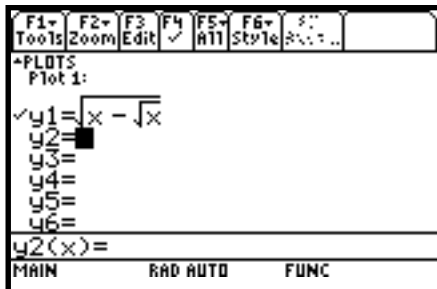 F1▾ F2▾ F3 F4 F5▾ F6▾
Tools Zoom Edit ✓ All Style
▴PLOTS
Plot 1:
✓y1=√(x − √x)
y2=
y3=
y4=
y5=
y6=
y2(x)=
MAIN RAD AUTO FUNC